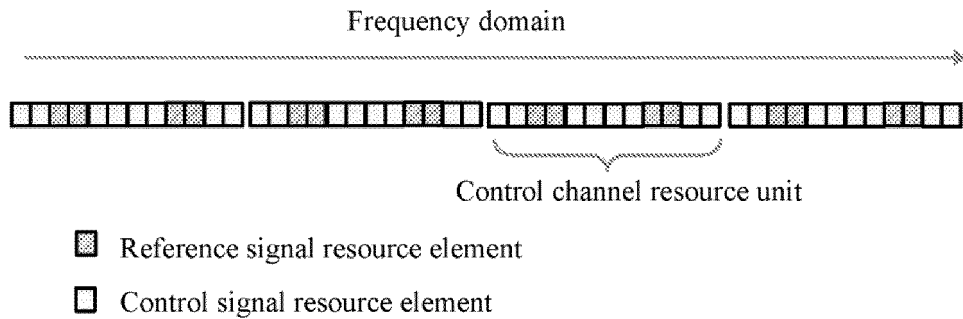 Frequency domain
Control channel resource unit
Reference signal resource element
Control signal resource element